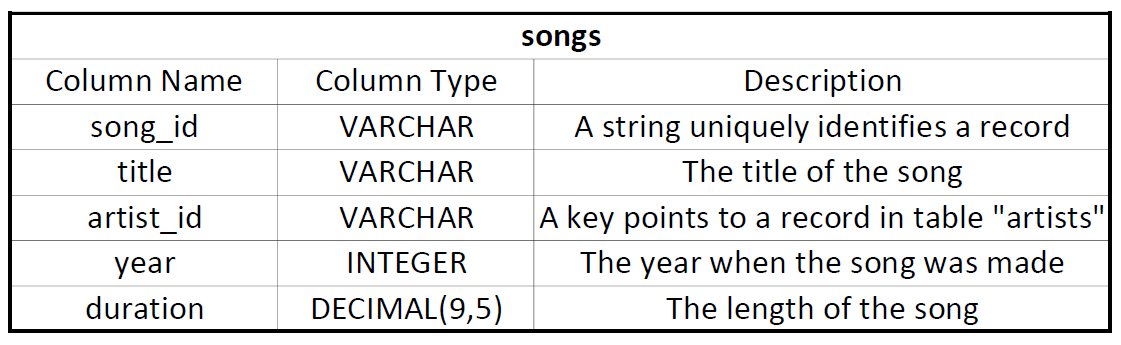 songs
Column Name Column Type Description
song_id VARCHAR A string uniquely identifies a record
title VARCHAR The title of the song
artist_id VARCHAR A key points to a record in table "artists"
year INTEGER The year when the song was made
duration DECIMAL(9,5) The length of the song